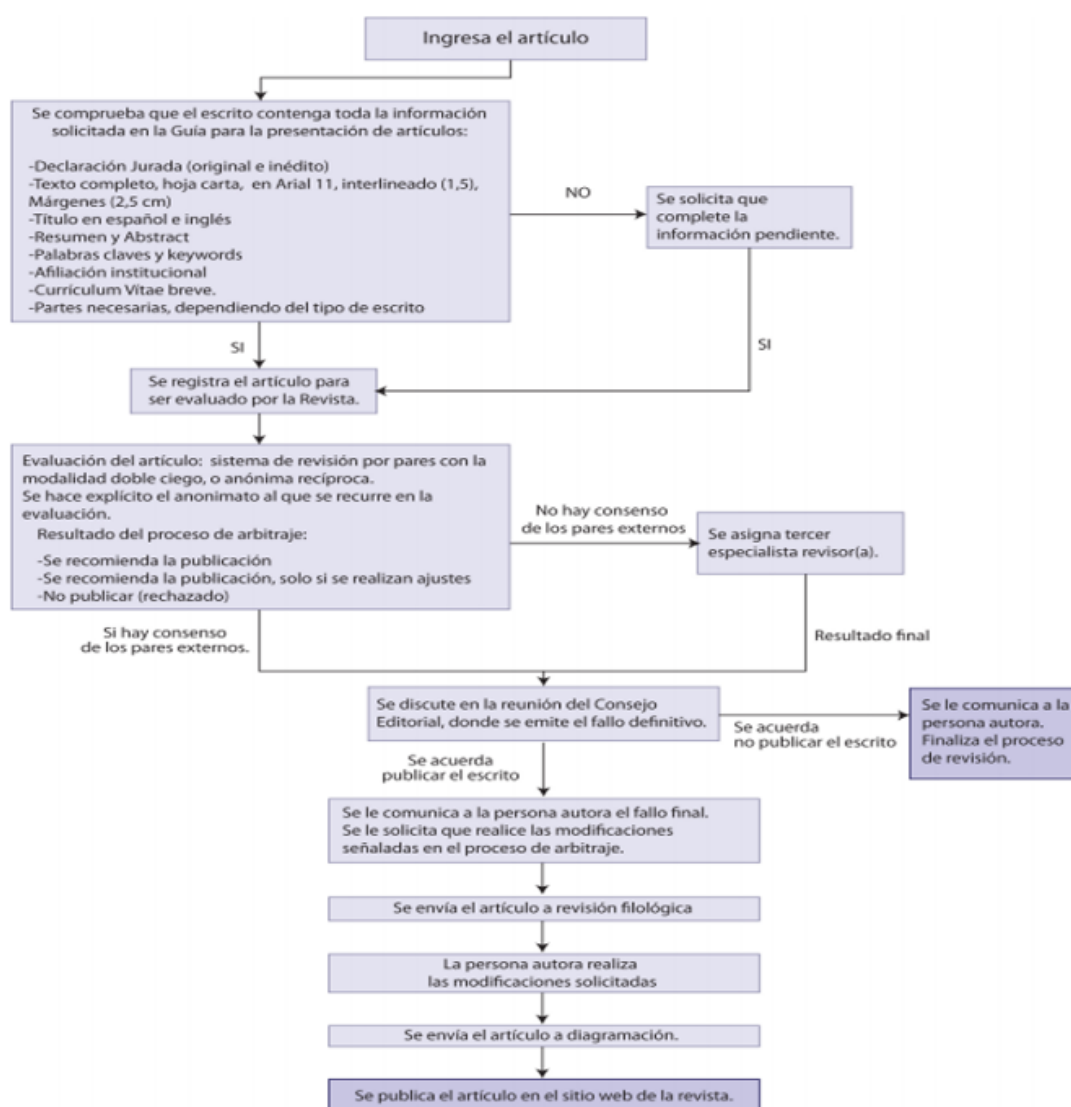 Ingresa el artículo
Se comprueba que el escrito contenga toda la información
solicitada en la Guía para la presentación de artículos:
-Declaración Jurada (original e inédito)
-Texto completo, hoja carta, en Arial 11, interlineado (1,5),
Márgenes (2,5 cm)
-Título en español e inglés
-Resumen y Abstract
-Palabras claves y keywords
-Afiliación institucional
-Currículum Vítae breve.
-Partes necesarias, dependiendo del tipo de escrito
NO
Se solicita que
complete la
información pendiente.
SI
SI
Se registra el artículo para
ser evaluado por la Revista.
Evaluación del artículo: sistema de revisión por pares con la
modalidad doble ciego, o anónima recíproca.
Se hace explícito el anonimato al que se recurre en la
evaluación.
Resultado del proceso de arbitraje:
-Se recomienda la publicación
-Se recomienda la publicación, solo si se realizan ajustes
-No publicar (rechazado)
No hay consenso
de los pares externos
Se asigna tercer
especialista revisor(a).
Si hay consenso
de los pares externos.
Resultado final
Se discute en la reunión del Consejo
Editorial, donde se emite el fallo definitivo.
Se acuerda
no publicar el escrito
Se le comunica a la
persona autora.
Finaliza el proceso
de revisión.
Se acuerda
publicar el escrito
Se le comunica a la persona autora el fallo final.
Se le solicita que realice las modificaciones
señaladas en el proceso de arbitraje.
Se envía el artículo a revisión filológica
La persona autora realiza
las modificaciones solicitadas
Se envía el artículo a diagramación.
Se publica el artículo en el sitio web de la revista.